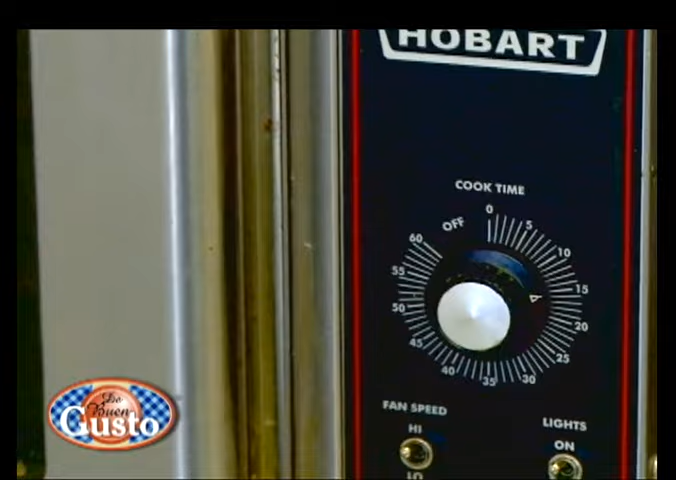 HOBART
COOK TIME
OFF
0
5
10
15
20
25
30
35
40
45
50
55
60
FAN SPEED
HI
LO
LIGHTS
ON
De
Buen
Gusto